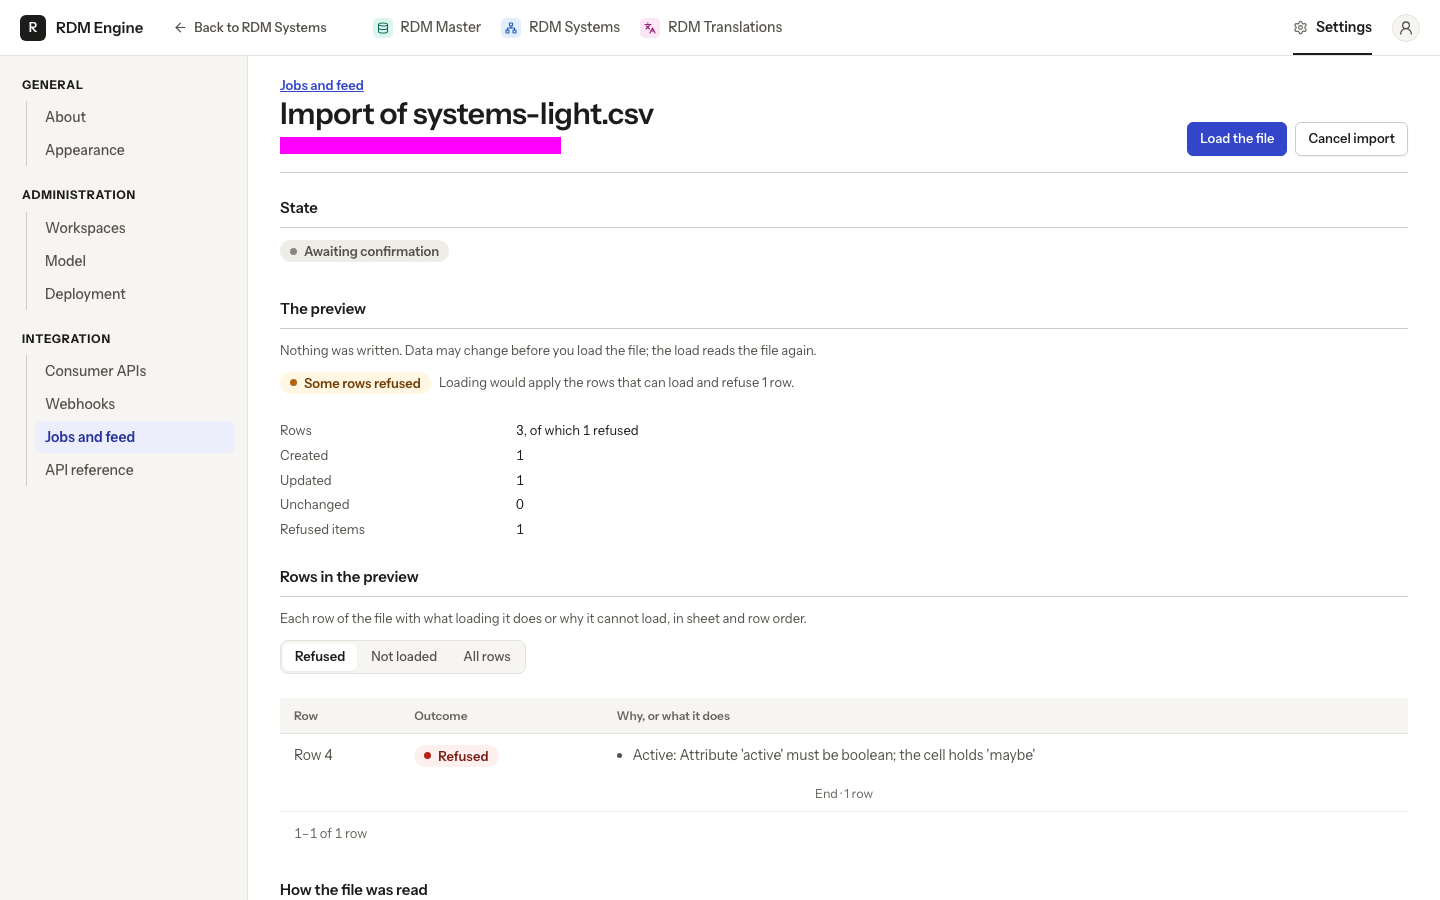 R RDM Engine
Back to RDM Systems
RDM Master
RDM Systems
RDM Translations
Settings
GENERAL
About
Appearance
ADMINISTRATION
Workspaces
Model
Deployment
INTEGRATION
Consumer APIs
Webhooks
Jobs and feed
API reference
Jobs and feed
Import of systems-light.csv
Load the file
Cancel import
State
Awaiting confirmation
The preview
Nothing was written. Data may change before you load the file; the load reads the file again.
Some rows refused Loading would apply the rows that can load and refuse 1 row.
Rows 3, of which 1 refused
Created 1
Updated 1
Unchanged 0
Refused items 1
Rows in the preview
Each row of the file with what loading it does or why it cannot load, in sheet and row order.
Refused Not loaded All rows
Row Outcome Why, or what it does
Row 4 Refused • Active: Attribute 'active' must be boolean; the cell holds 'maybe'
End · 1 row
1–1 of 1 row
How the file was read